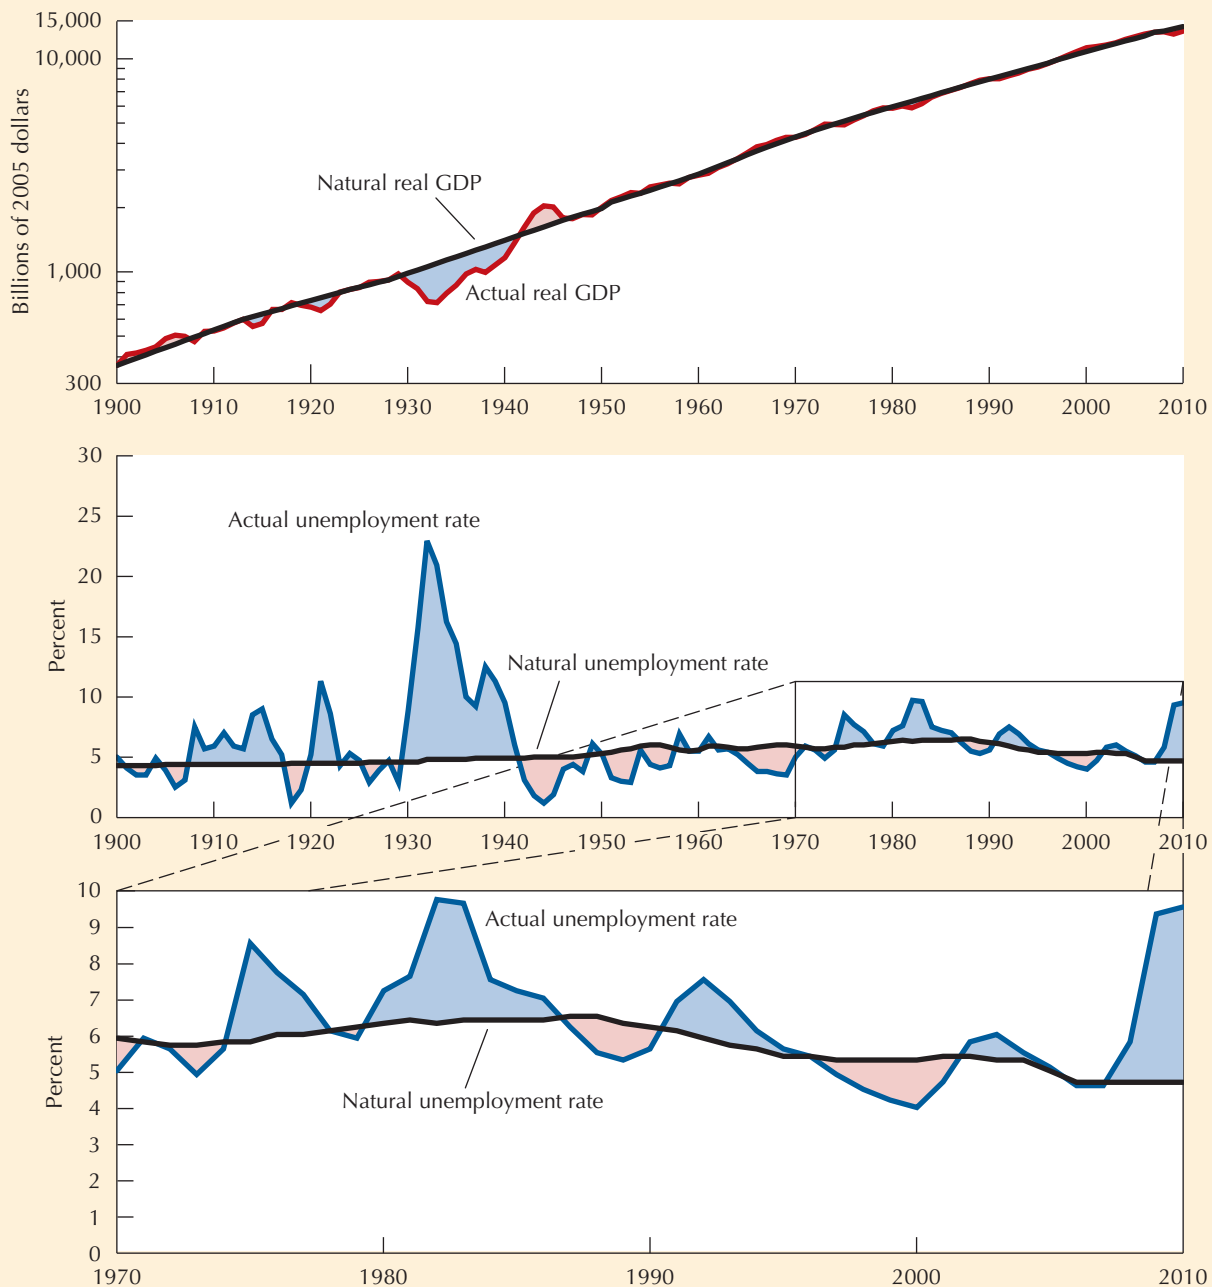 15,000
10,000
1,000
300
Billions of 2005 dollars
Natural real GDP
Actual real GDP
1900 1910 1920 1930 1940 1950 1960 1970 1980 1990 2000 2010
30
25
20
15
10
5
0
Percent
Actual unemployment rate
Natural unemployment rate
1900 1910 1920 1930 1940 1950 1960 1970 1980 1990 2000 2010
10
9
8
7
6
5
4
3
2
1
0
Percent
Actual unemployment rate
Natural unemployment rate
1970 1980 1990 2000 2010